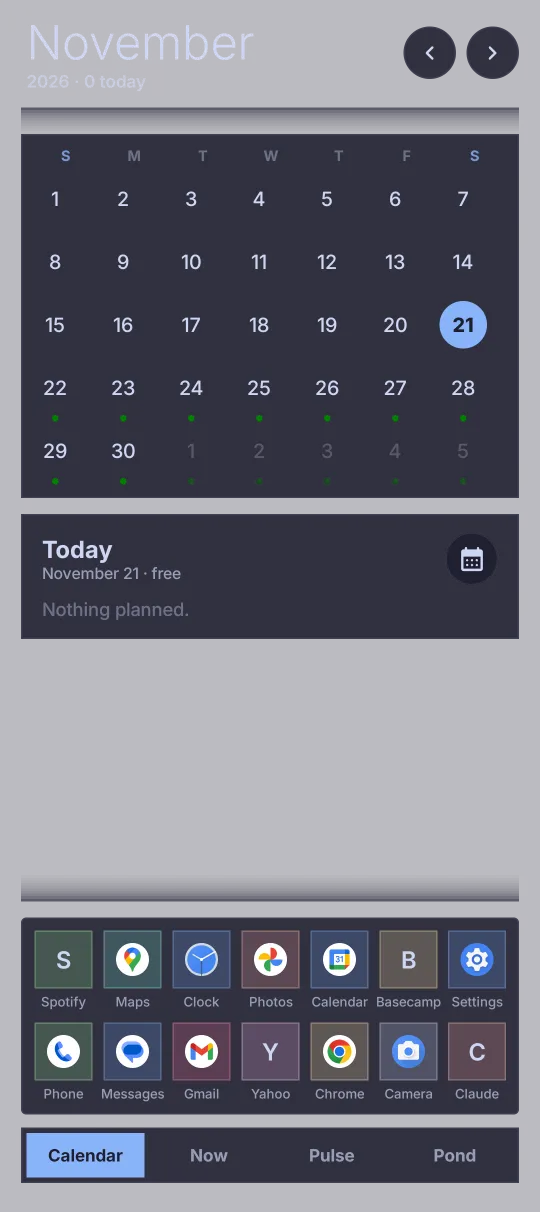 November
2026 · 0 today
S M T W T F S
1 2 3 4 5 6 7
8 9 10 11 12 13 14
15 16 17 18 19 20 21
22 23 24 25 26 27 28
29 30 1 2 3 4 5
Today
November 21 · free
Nothing planned.
S B
31
Spotify Maps Clock Photos Calendar Basecamp Settings
Y C
Phone Messages Gmail Yahoo Chrome Camera Claude
Calendar Now Pulse Pond